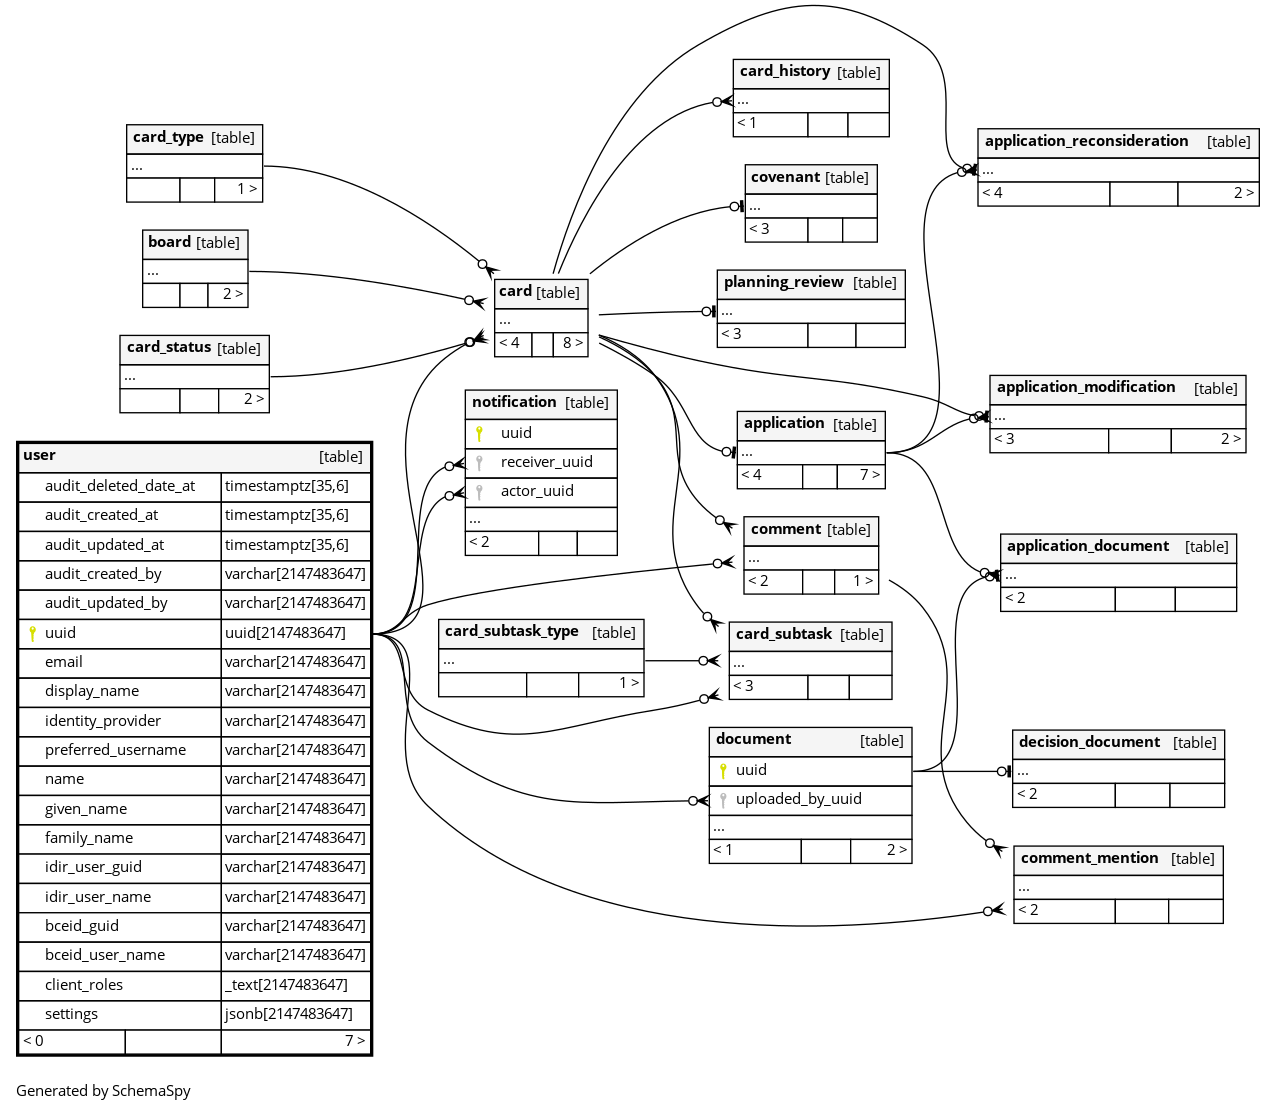 card_type [table]
...
1 >
board [table]
...
2 >
card_status [table]
...
2 >
user [table]
audit_deleted_date_at timestamptz[35,6]
audit_created_at timestamptz[35,6]
audit_updated_at timestamptz[35,6]
audit_created_by varchar[2147483647]
audit_updated_by varchar[2147483647]
uuid uuid[2147483647]
email varchar[2147483647]
display_name varchar[2147483647]
identity_provider varchar[2147483647]
preferred_username varchar[2147483647]
name varchar[2147483647]
given_name varchar[2147483647]
family_name varchar[2147483647]
idir_user_guid varchar[2147483647]
idir_user_name varchar[2147483647]
bceid_guid varchar[2147483647]
bceid_user_name varchar[2147483647]
client_roles _text[2147483647]
settings jsonb[2147483647]
< 0 7 >
card [table]
...
< 4 8 >
notification [table]
uuid
receiver_uuid
actor_uuid
...
< 2
card_subtask_type [table]
...
1 >
card_history [table]
...
< 1
covenant [table]
...
< 3
planning_review [table]
...
< 3
application [table]
...
< 4 7 >
comment [table]
...
< 2 1 >
card_subtask [table]
...
< 3
document [table]
uuid
uploaded_by_uuid
...
< 1 2 >
application_reconsideration [table]
...
< 4 2 >
application_modification [table]
...
< 3 2 >
application_document [table]
...
< 2
decision_document [table]
...
< 2
comment_mention [table]
...
< 2
Generated by SchemaSpy